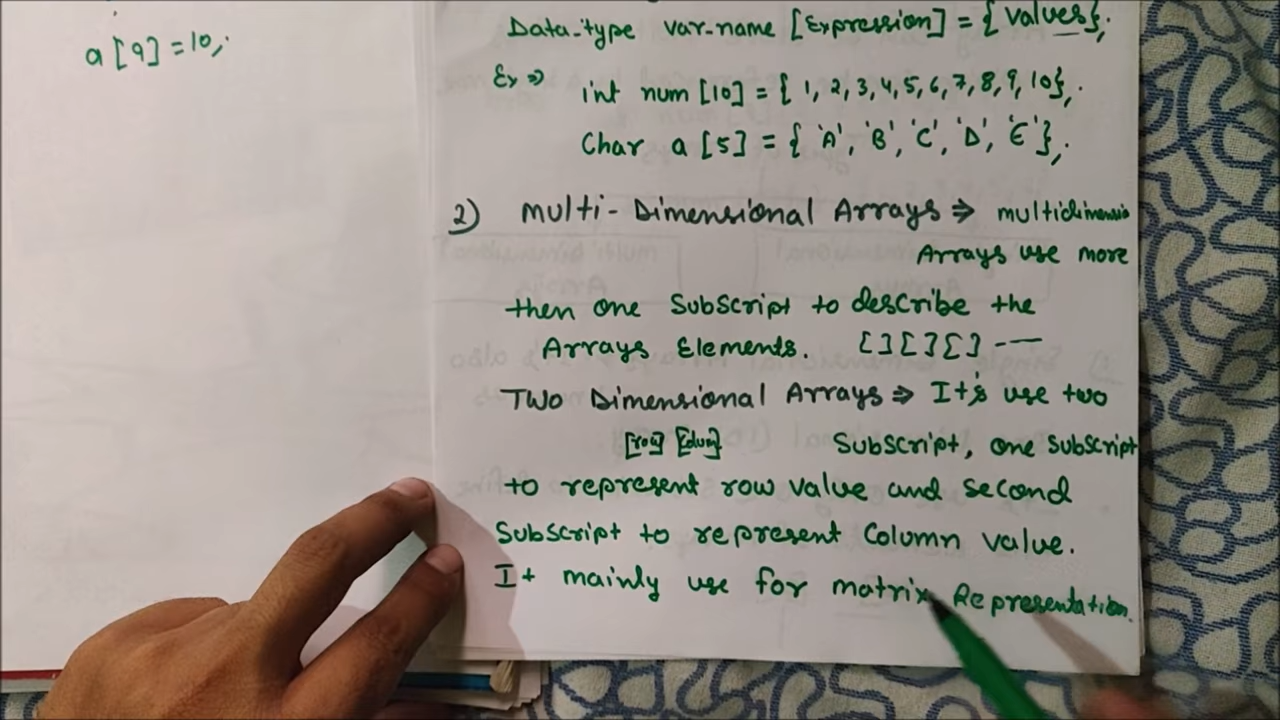 a [9] = 10;
Data-type var-name [Expression] = { values };
Ex ⇒ int num [10] = { 1, 2, 3, 4, 5, 6, 7, 8, 9, 10};
Char a [5] = { 'A', 'B', 'C', 'D', 'E' };
2) Multi-Dimensional Arrays ⇒ multidimensio
Arrays use more
then one Subscript to describe the
Arrays Elements. [ ] [ ] [ ] ---
Two Dimensional Arrays ⇒ It's use two
[row] [colum] Subscript, one subscript
to represent row value and second
Subscript to represent Column value.
It mainly use for matrix Representation.